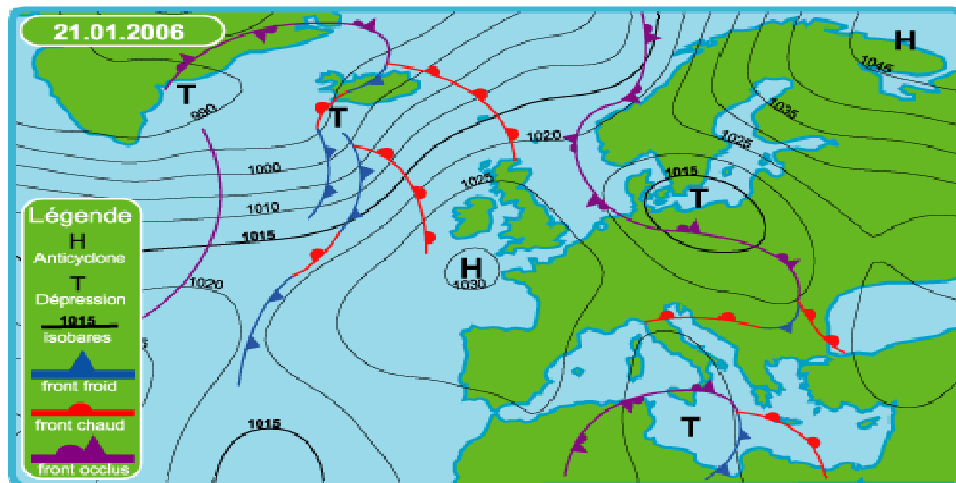 21.01.2006
H
1045
T
980
T
1035
1020
1025
1000
1025
1015
T
1010
1015
H
1030
1020
1015
T
Légende
H
Anticyclone
T
Dépression
1015
isobares
front froid
front chaud
front occlus